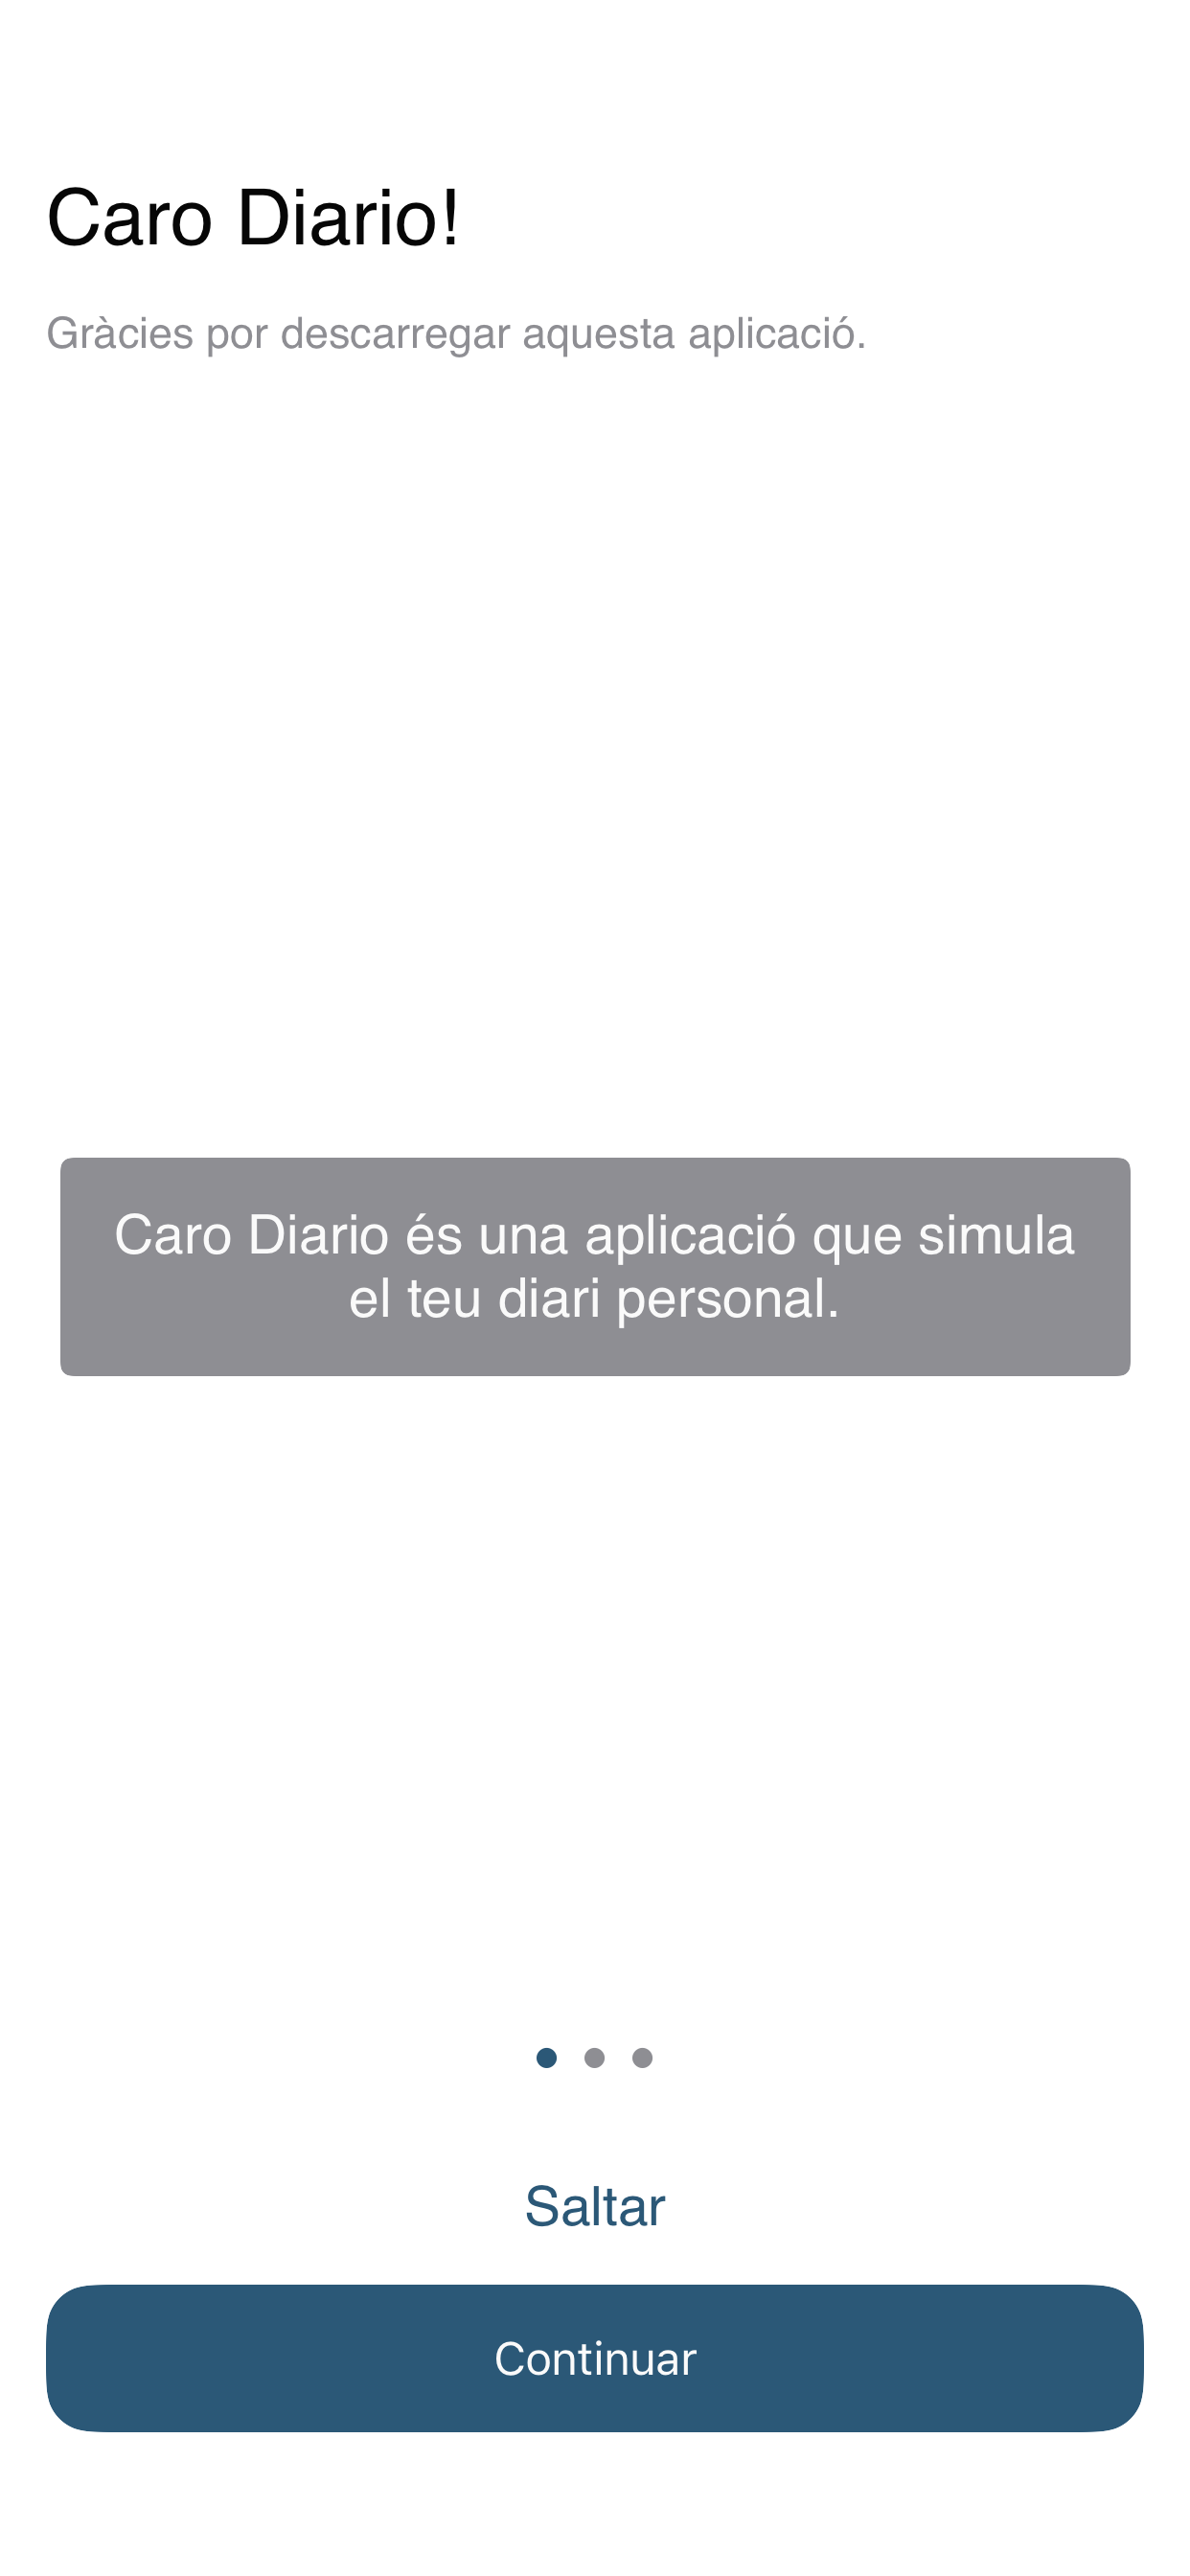 Caro Diario!
Gràcies por descarregar aquesta aplicació.
Caro Diario és una aplicació que simula
el teu diari personal.
Saltar
Continuar